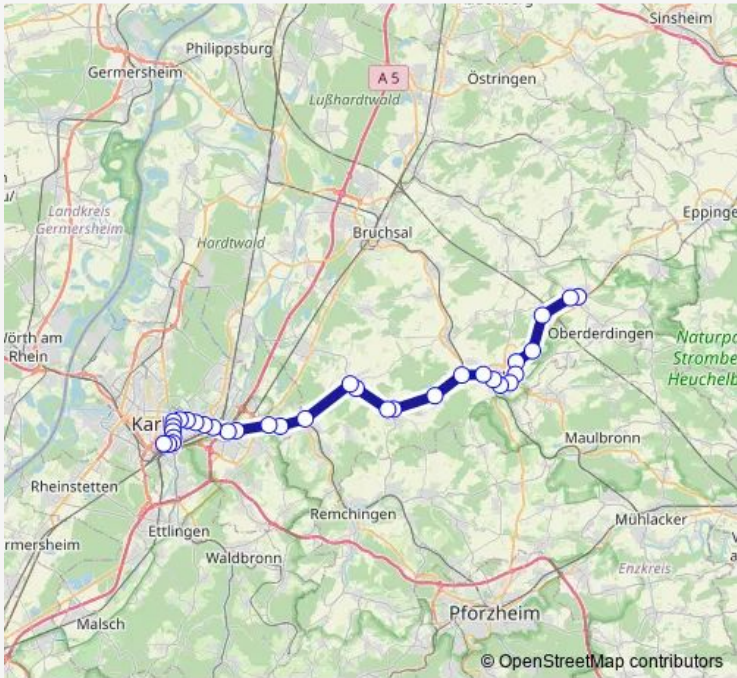 Sinsheim
Philippsburg
Germersheim
A 5
Östringen
Lußhardtwald
Landkreis
Germersheim
Eppinge
Bruchsal
Hardtwald
Wörth am
Rhein
Oberderdingen
Naturpa
Strombe
Heuchelb
Kar
Maulbronn
Rheinstetten
Remchingen
Mühlacker
Ettlingen
rmersheim
Waldbronn
Enzkreis
Pforzheim
Malsch
© OpenStreetMap contributors